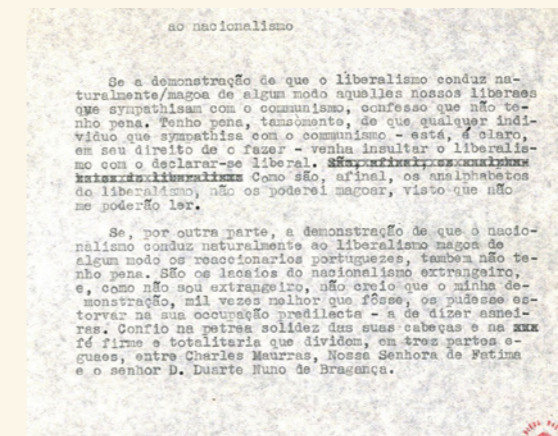 ao nacionalismo
Se a demonstração de que o liberalismo conduz na-
turalmente/magoa de algum modo aquelles nossos liberaes
que sympathisam com o communismo, confesso que não te-
nho pena. Tenho pena, tansòmente, de que qualquer indi-
viduo que sympathisa com o communismo - está, é claro,
em seu direito de o fazer - venha insultar o liberalis-
mo com o declarar-se liberal. São, afinal, os analpha-
betos do liberalismo Como são, afinal, os analphabetos
do liberalismo, não os poderei magoar, visto que não
me poderão ler.
Se, por outra parte, a demonstração de que o nacio-
nalismo conduz naturalmente ao liberalismo magoa de
algum modo os reaccionarios portuguezes, tambem não te-
nho pena. São os lacaios do nacionalismo extrangeiro,
e, como não sou extrangeiro, não creio que o minha de-
monstração, mil vezes melhor que fôsse, os pudesse es-
torvar na sua occupação predilecta - a de dizer asnei-
ras. Confio na petrea solidez das suas cabeças e na
fé firme e totalitaria que dividem, em trez partes e-
guaes, entre Charles Maurras, Nossa Senhora de Fatima
e o senhor D. Duarte Nuno de Bragança.